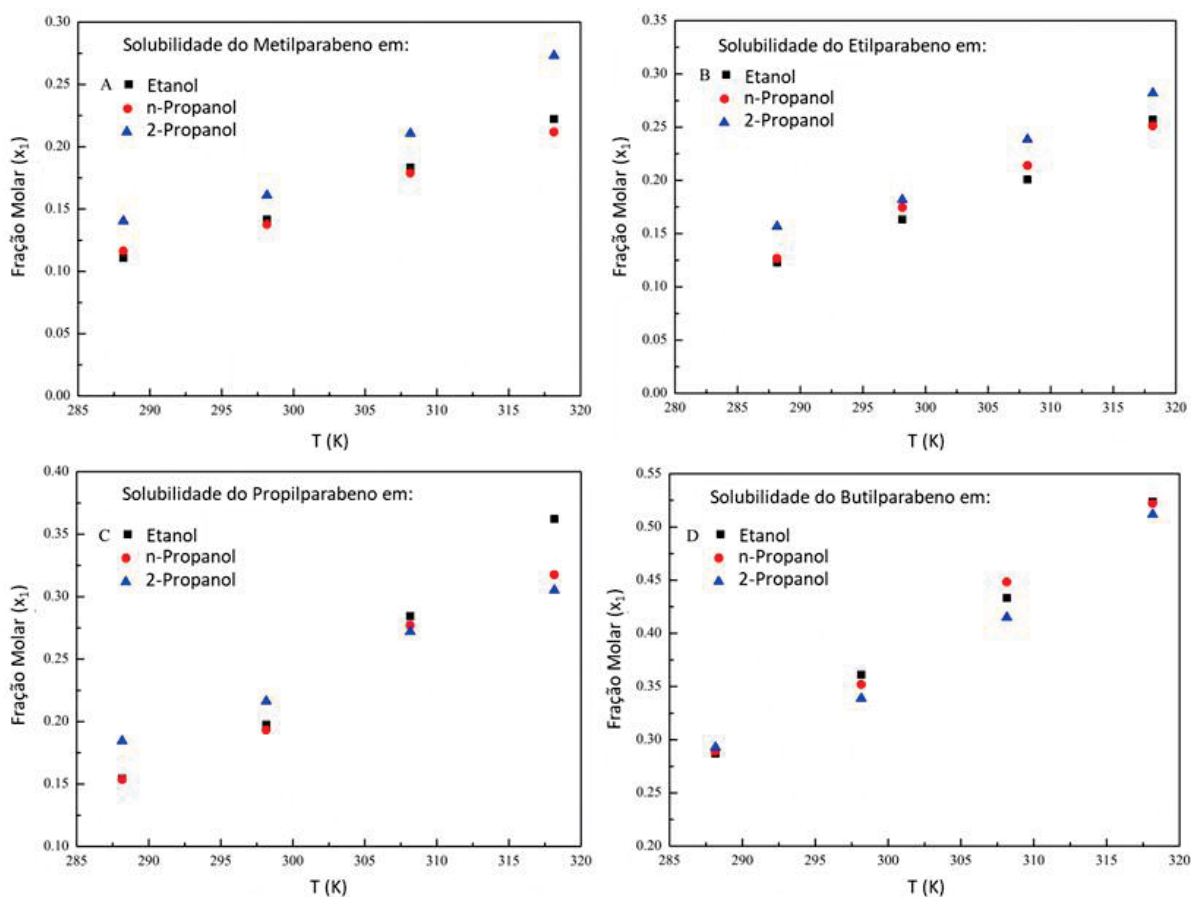 Solubilidade do Metilparabeno em:
A
Etanol
n-Propanol
2-Propanol
Fração Molar (x1)
0.30
0.25
0.20
0.15
0.10
0.05
0.00
285 290 295 300 305 310 315 320
T (K)
Solubilidade do Etilparabeno em:
B
Etanol
n-Propanol
2-Propanol
Fração Molar (x1)
0.35
0.30
0.25
0.20
0.15
0.10
0.05
0.00
280 285 290 295 300 305 310 315 320
T (K)
Solubilidade do Propilparabeno em:
C
Etanol
n-Propanol
2-Propanol
Fração Molar (x1)
0.40
0.35
0.30
0.25
0.20
0.15
0.10
285 290 295 300 305 310 315 320
T (K)
Solubilidade do Butilparabeno em:
D
Etanol
n-Propanol
2-Propanol
Fração Molar (x1)
0.55
0.50
0.45
0.40
0.35
0.30
0.25
0.20
285 290 295 300 305 310 315 320
T (K)